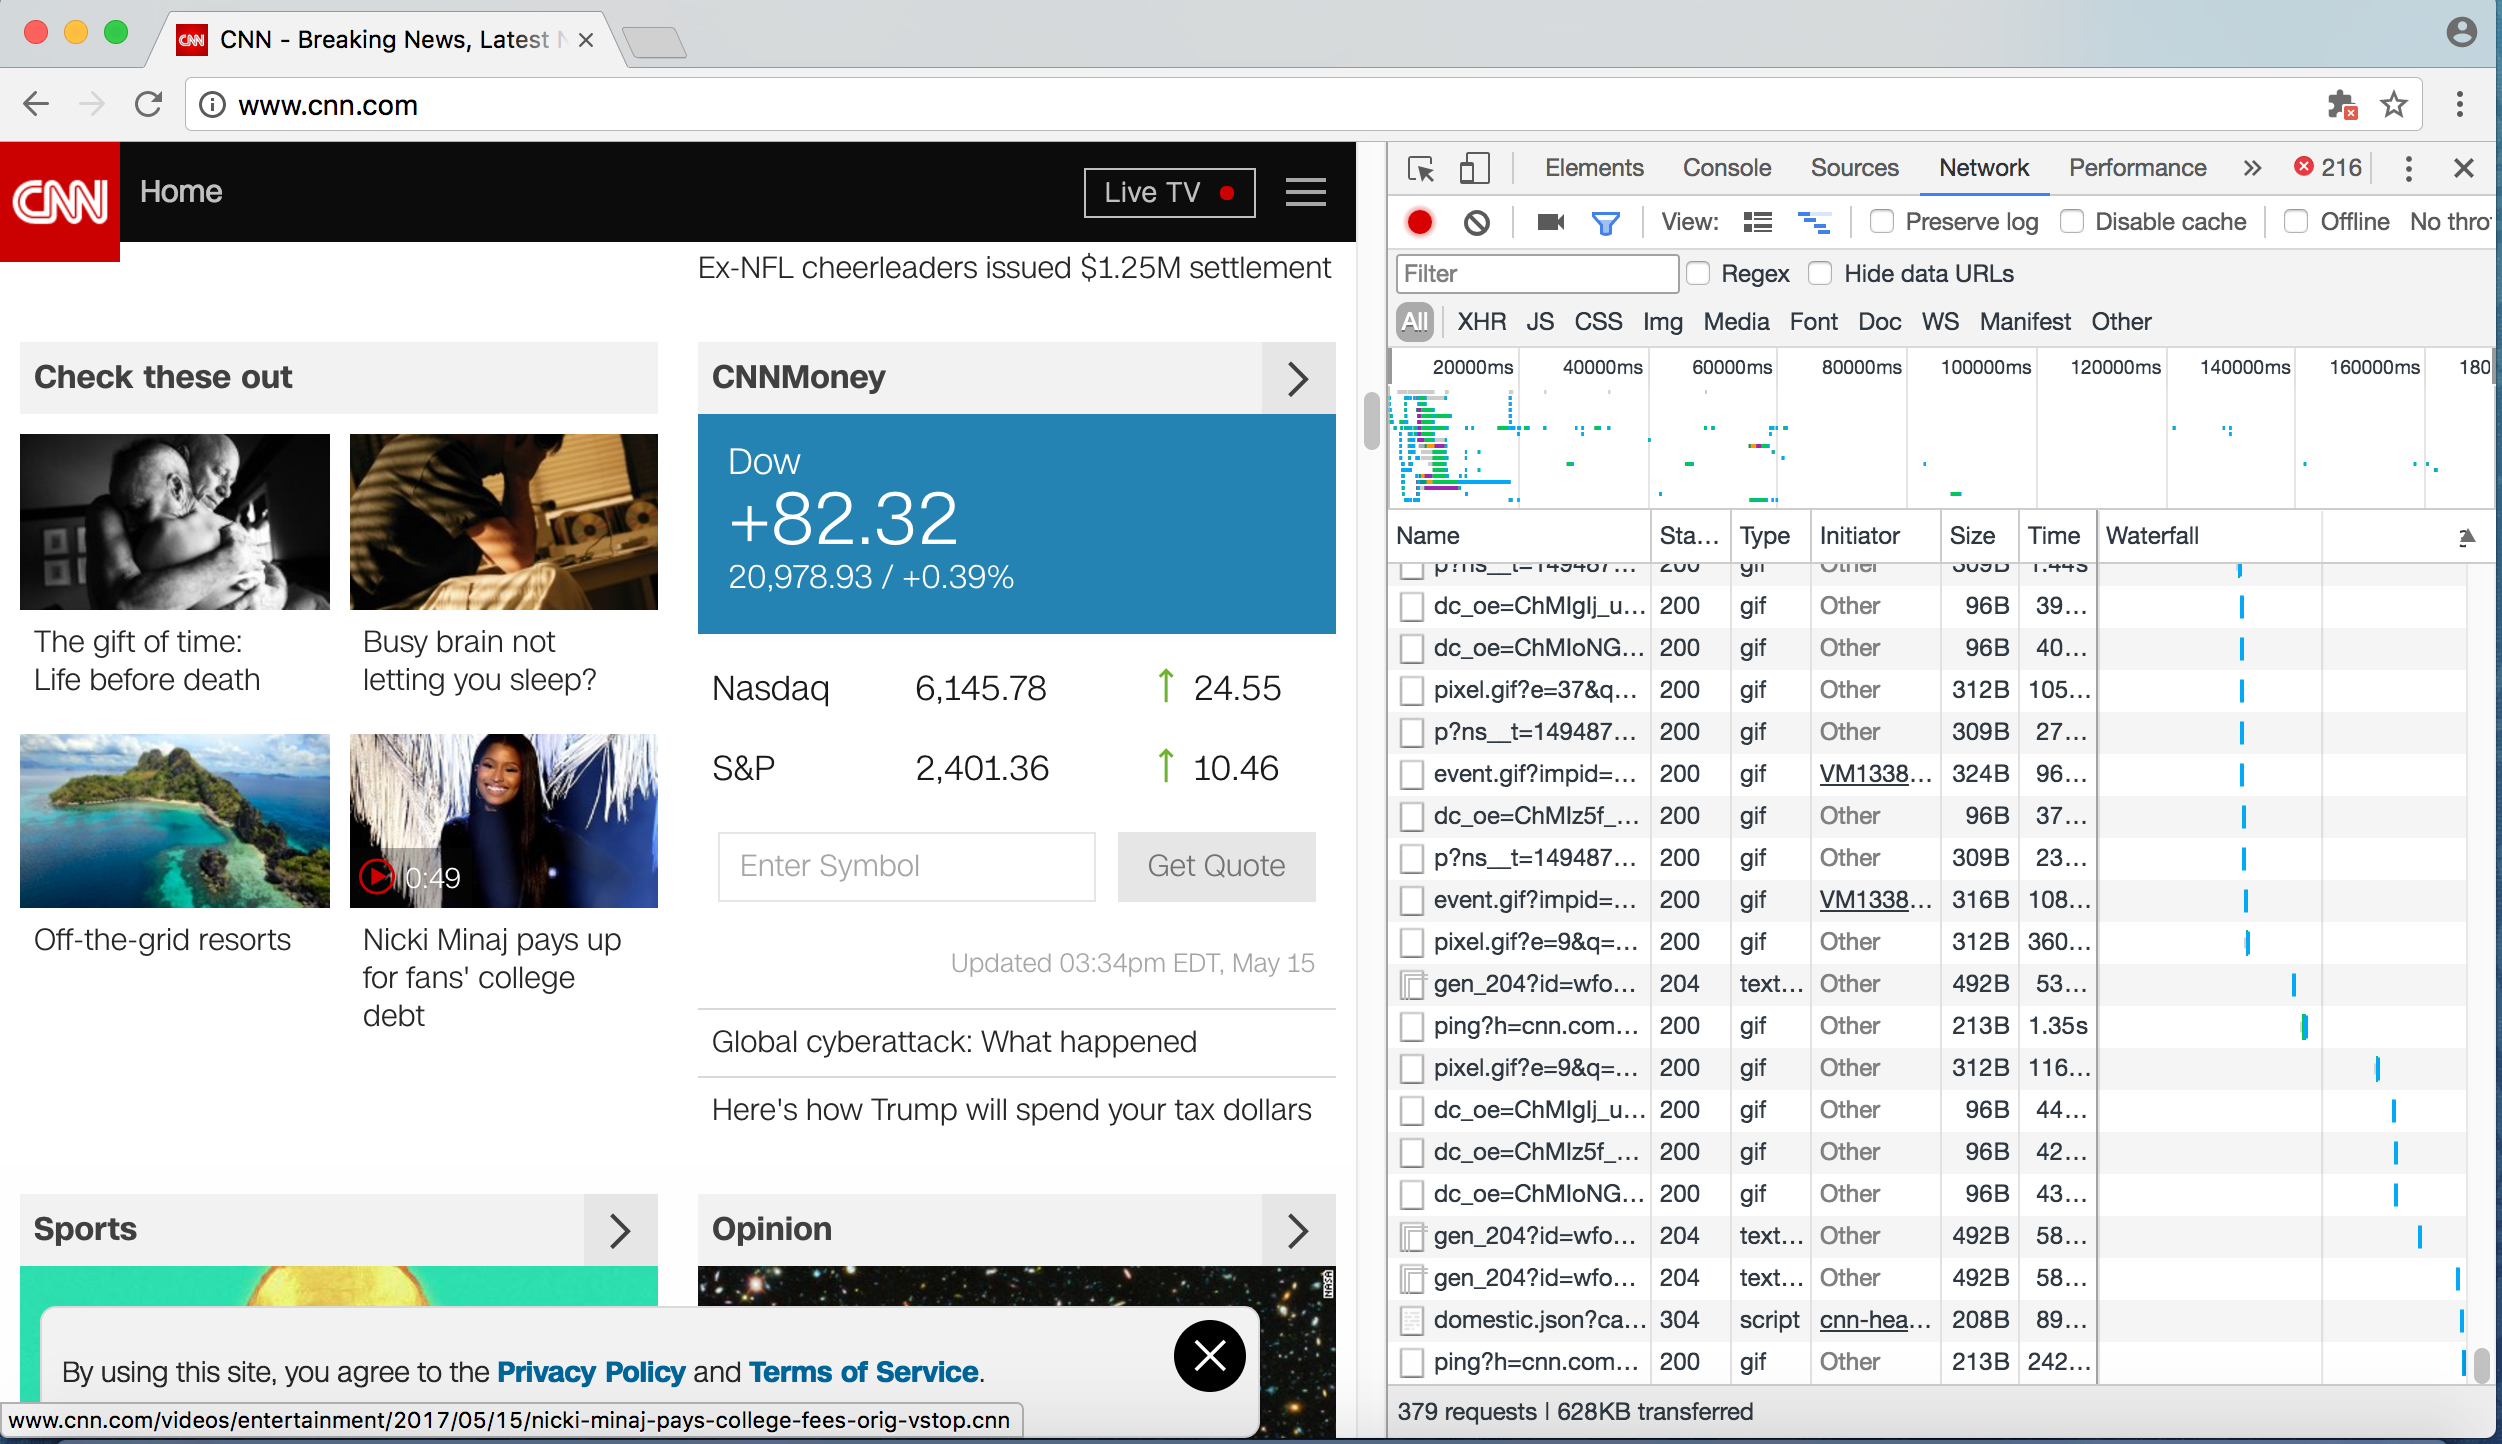 CNN
CNN - Breaking News, Latest N
www.cnn.com
CNN
Home
Live TV
Ex-NFL cheerleaders issued $1.25M settlement
Check these out
The gift of time:
Life before death
Busy brain not
letting you sleep?
Off-the-grid resorts
0:49
Nicki Minaj pays up
for fans' college
debt
CNNMoney
Dow
+82.32
20,978.93 / +0.39%
Nasdaq 6,145.78 ↑ 24.55
S&P 2,401.36 ↑ 10.46
Enter Symbol
Get Quote
Updated 03:34pm EDT, May 15
Global cyberattack: What happened
Here's how Trump will spend your tax dollars
Sports
Opinion
NASA
By using this site, you agree to the Privacy Policy and Terms of Service.
www.cnn.com/videos/entertainment/2017/05/15/nicki-minaj-pays-college-fees-orig-vstop.cnn
Elements Console Sources Network Performance » 216
View: Preserve log Disable cache Offline No thro
Filter Regex Hide data URLs
All XHR JS CSS Img Media Font Doc WS Manifest Other
20000ms 40000ms 60000ms 80000ms 100000ms 120000ms 140000ms 160000ms 180
Name Sta... Type Initiator Size Time Waterfall
p?ns__t=149487... 200 gif Other 309B 1.44s
dc_oe=ChMIgIj_u... 200 gif Other 96B 39...
dc_oe=ChMIoNG... 200 gif Other 96B 40...
pixel.gif?e=37&q... 200 gif Other 312B 105...
p?ns__t=149487... 200 gif Other 309B 27...
event.gif?impid=... 200 gif VM1338... 324B 96...
dc_oe=ChMIz5f_... 200 gif Other 96B 37...
p?ns__t=149487... 200 gif Other 309B 23...
event.gif?impid=... 200 gif VM1338... 316B 108...
pixel.gif?e=9&q=... 200 gif Other 312B 360...
gen_204?id=wfo... 204 text... Other 492B 53...
ping?h=cnn.com... 200 gif Other 213B 1.35s
pixel.gif?e=9&q=... 200 gif Other 312B 116...
dc_oe=ChMIgIj_u... 200 gif Other 96B 44...
dc_oe=ChMIz5f_... 200 gif Other 96B 42...
dc_oe=ChMIoNG... 200 gif Other 96B 43...
gen_204?id=wfo... 204 text... Other 492B 58...
gen_204?id=wfo... 204 text... Other 492B 58...
domestic.json?ca... 304 script cnn-hea... 208B 89...
ping?h=cnn.com... 200 gif Other 213B 242...
379 requests | 628KB transferred